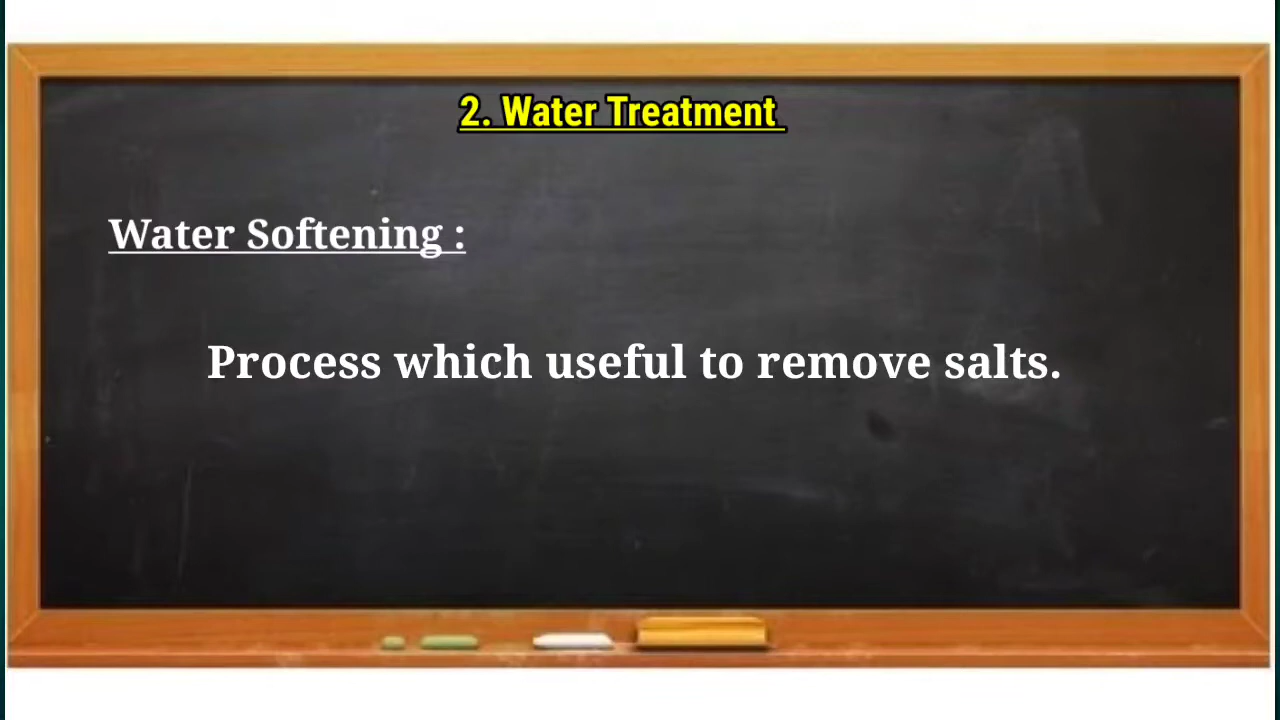 2. Water Treatment
Water Softening :
Process which useful to remove salts.